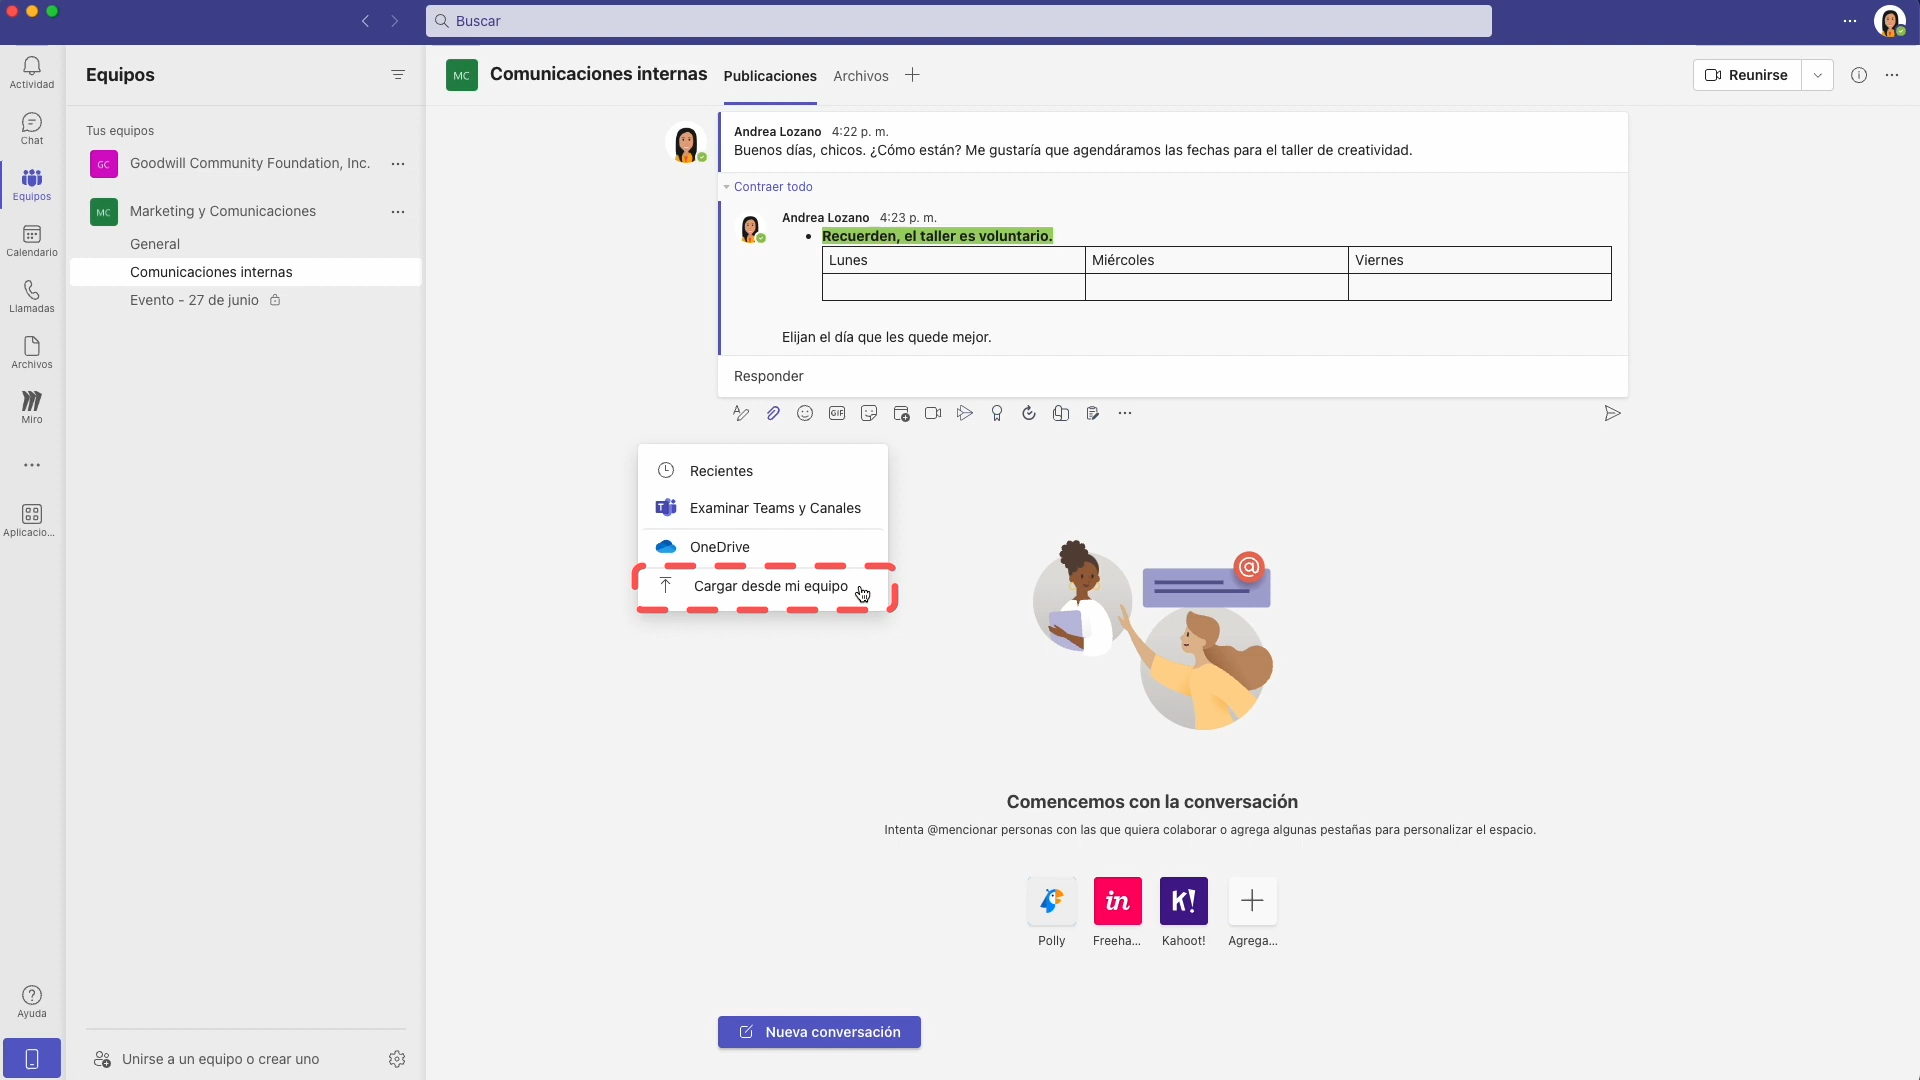 Buscar
Actividad
Chat
Equipos
Calendario
Llamadas
Archivos
Miro
Aplicacio...
Ayuda
Equipos
Tus equipos
GC Goodwill Community Foundation, Inc.
MC Marketing y Comunicaciones
General
Comunicaciones internas
Evento - 27 de junio
Unirse a un equipo o crear uno
MC Comunicaciones internas Publicaciones Archivos
Reunirse
Andrea Lozano 4:22 p. m.
Buenos días, chicos. ¿Cómo están? Me gustaría que agendáramos las fechas para el taller de creatividad.
Contraer todo
Andrea Lozano 4:23 p. m.
• Recuerden, el taller es voluntario.
Lunes Miércoles Viernes
Elijan el día que les quede mejor.
Responder
GIF
Recientes
T Examinar Teams y Canales
OneDrive
Cargar desde mi equipo
@
Comencemos con la conversación
Intenta @mencionar personas con las que quiera colaborar o agrega algunas pestañas para personalizar el espacio.
in K!
Polly Freeha... Kahoot! Agrega...
Nueva conversación